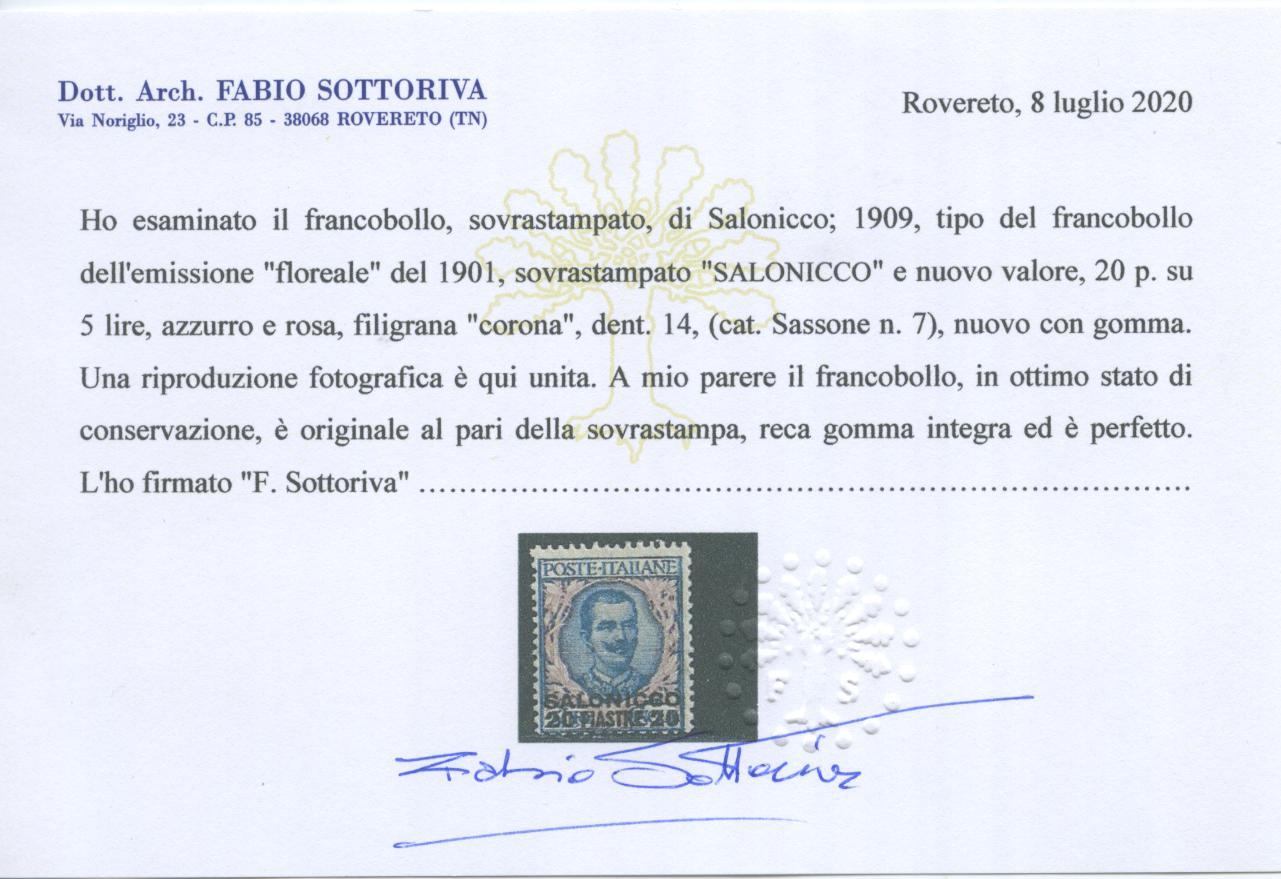 Dott. Arch. FABIO SOTTORIVA
Via Noriglio, 23 - C.P. 85 - 38068 ROVERETO (TN)
Rovereto, 8 luglio 2020
Ho esaminato il francobollo, sovrastampato, di Salonicco; 1909, tipo del francobollo
dell'emissione "floreale" del 1901, sovrastampato "SALONICCO" e nuovo valore, 20 p. su
5 lire, azzurro e rosa, filigrana "corona", dent. 14, (cat. Sassone n. 7), nuovo con gomma.
Una riproduzione fotografica è qui unita. A mio parere il francobollo, in ottimo stato di
conservazione, è originale al pari della sovrastampa, reca gomma integra ed è perfetto.
L'ho firmato "F. Sottoriva" ...........................................................................
POSTE·ITALIANE
SALONICCO
20 PIASTRE 20
F S
Fabio Sottoriva